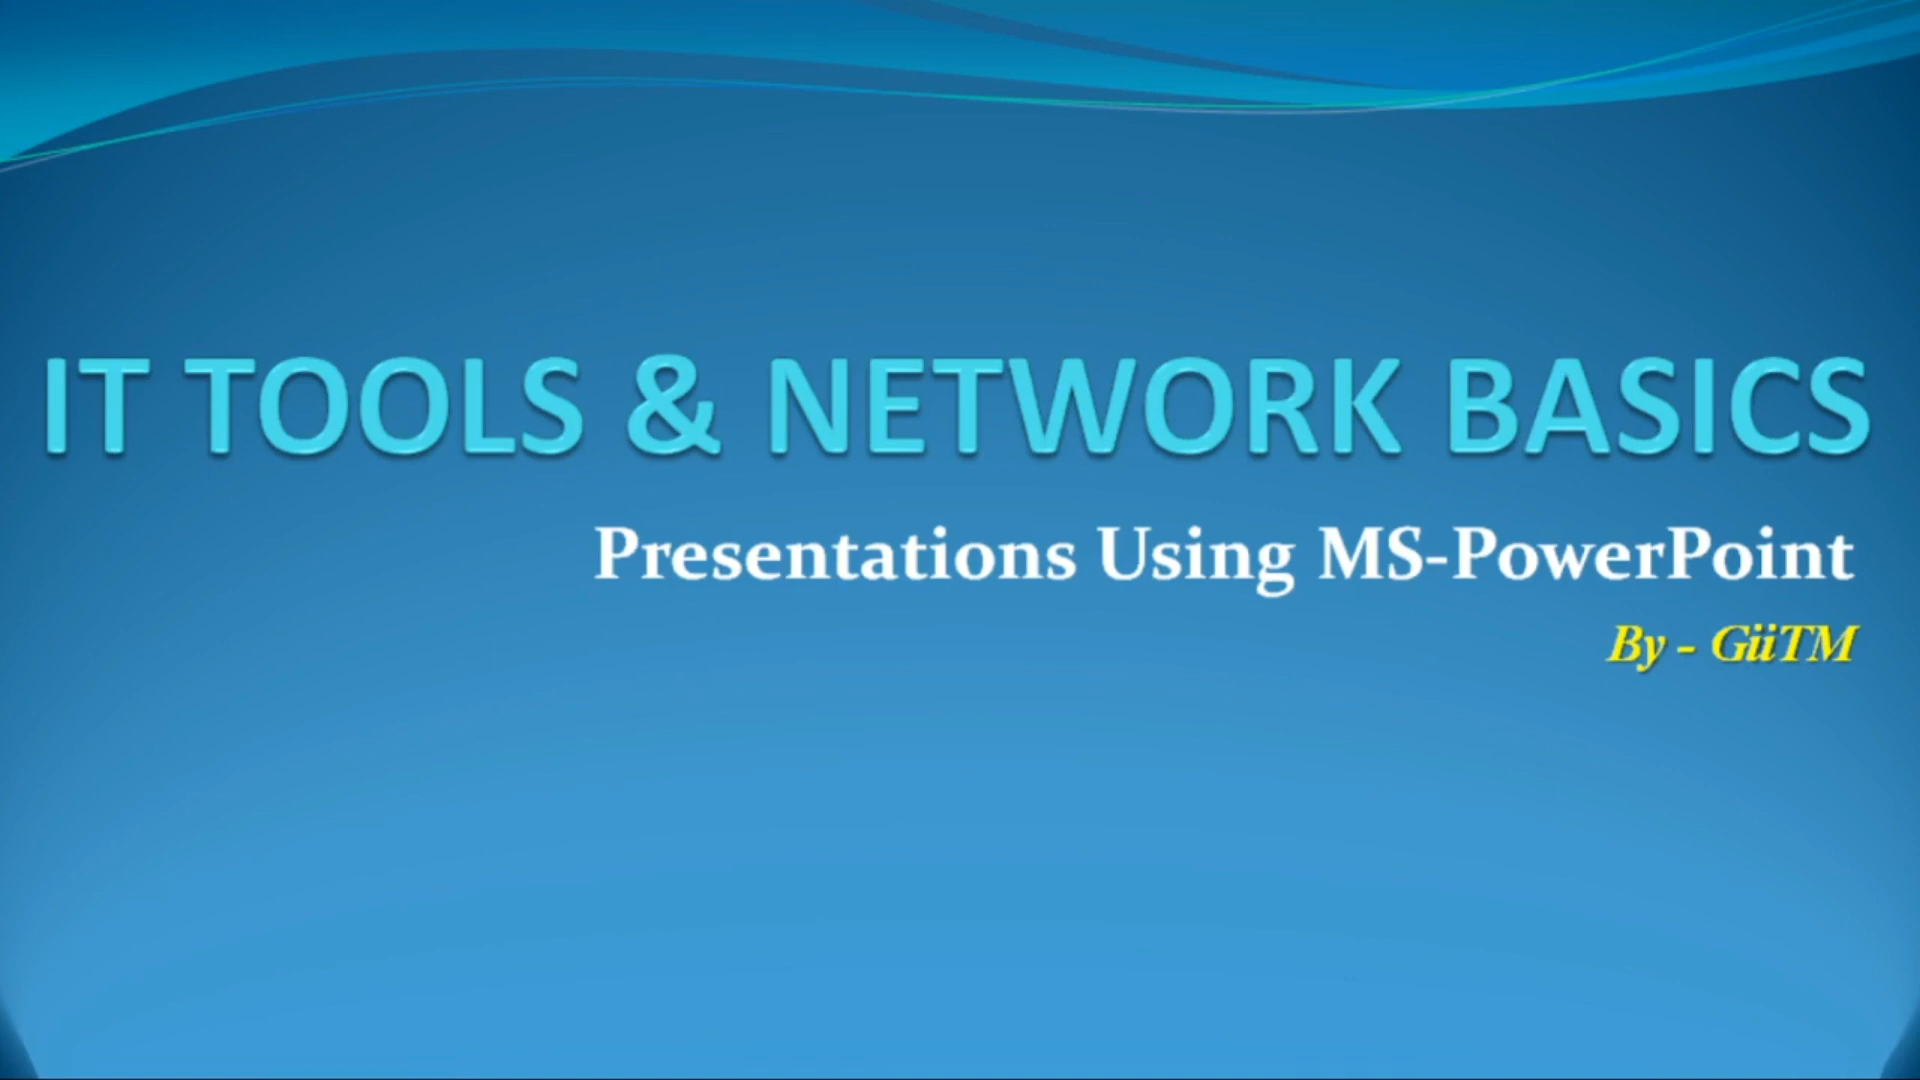 IT TOOLS & NETWORK BASICS
Presentations Using MS-PowerPoint
By - GiiTM